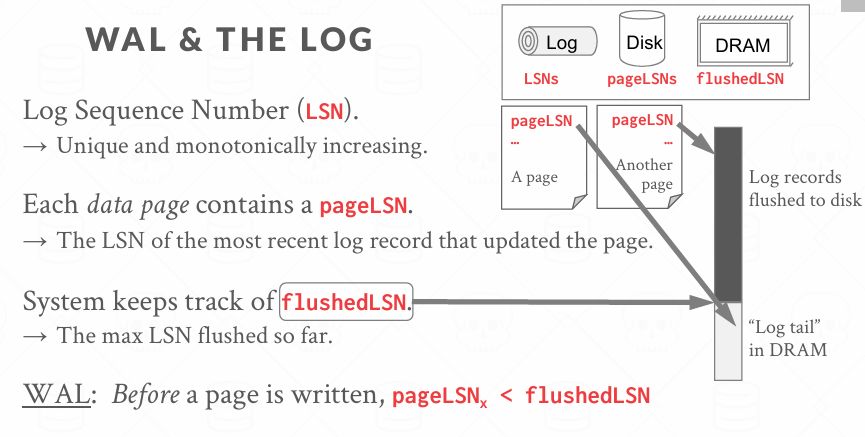 WAL & THE LOG
Log
Disk
DRAM
LSNs
pageLSNs
flushedLSN
Log Sequence Number (LSN).
→ Unique and monotonically increasing.
pageLSN
…
A page
pageLSN
…
Another
page
Log records
flushed to disk
Each data page contains a pageLSN.
→ The LSN of the most recent log record that updated the page.
System keeps track of flushedLSN.
→ The max LSN flushed so far.
“Log tail”
in DRAM
WAL: Before a page is written, pageLSNx < flushedLSN